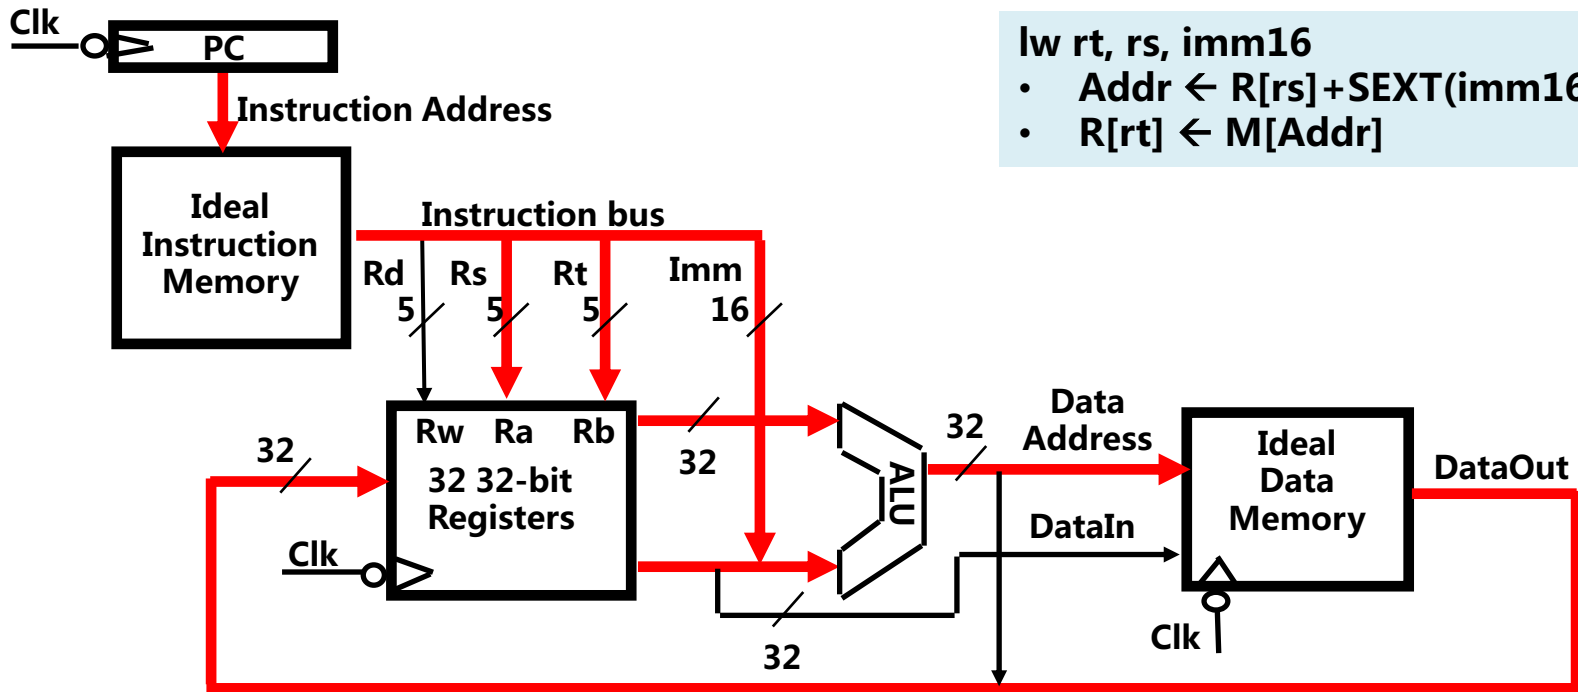 Clk
PC
lw rt, rs, imm16
• Addr ← R[rs]+SEXT(imm16
• R[rt] ← M[Addr]
Instruction Address
Ideal
Instruction
Memory
Instruction bus
Rd
Rs
Rt
Imm
5
5
5
16
Rw
Ra
Rb
32 32-bit
Registers
32
Clk
32
32
ALU
32
Data
Address
DataIn
Ideal
Data
Memory
Clk
DataOut